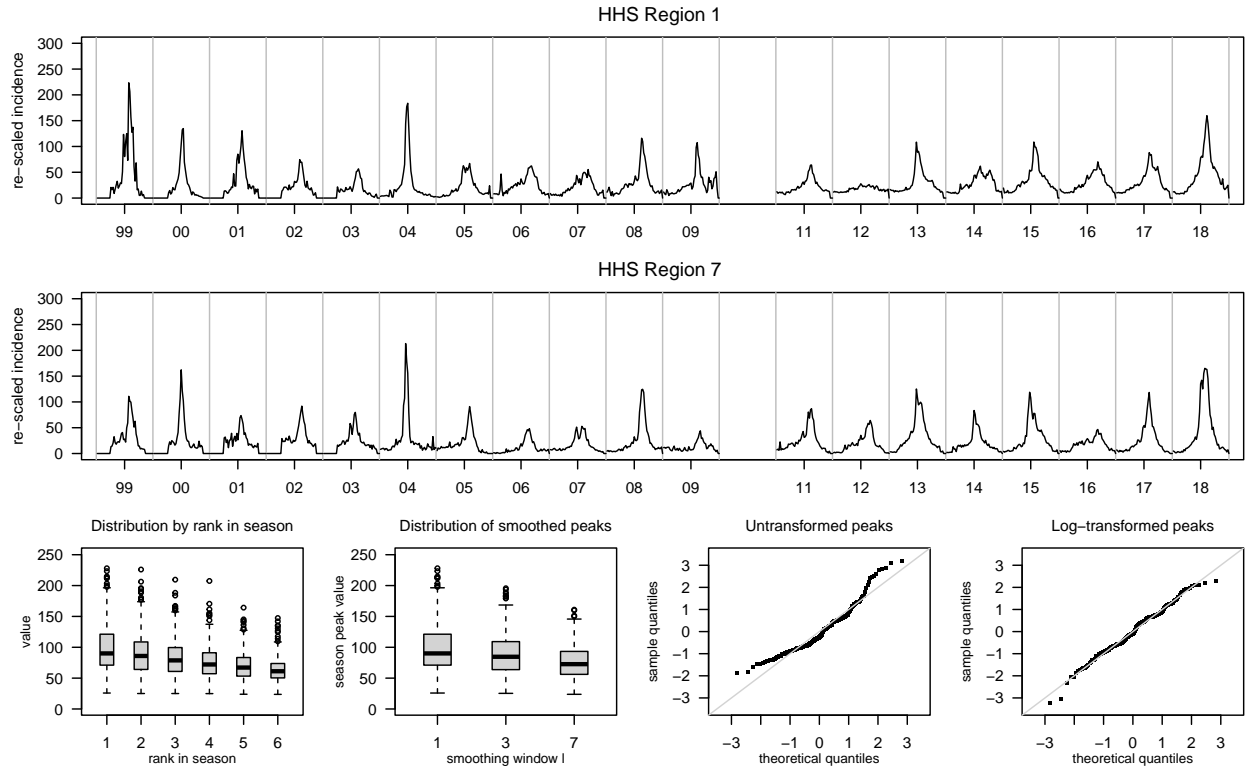 HHS Region 1
re−scaled incidence
300
250
200
150
100
50
0
99 00 01 02 03 04 05 06 07 08 09 11 12 13 14 15 16 17 18
HHS Region 7
re−scaled incidence
300
250
200
150
100
50
0
99 00 01 02 03 04 05 06 07 08 09 11 12 13 14 15 16 17 18
Distribution by rank in season
value
250
200
150
100
50
0
1 2 3 4 5 6
rank in season
Distribution of smoothed peaks
season peak value
250
200
150
100
50
0
1 3 7
smoothing window l
Untransformed peaks
sample quantiles
3
2
1
0
−1
−2
−3
−3 −1 0 1 2 3
theoretical quantiles
Log−transformed peaks
sample quantiles
3
2
1
0
−1
−2
−3
−3 −1 0 1 2 3
theoretical quantiles